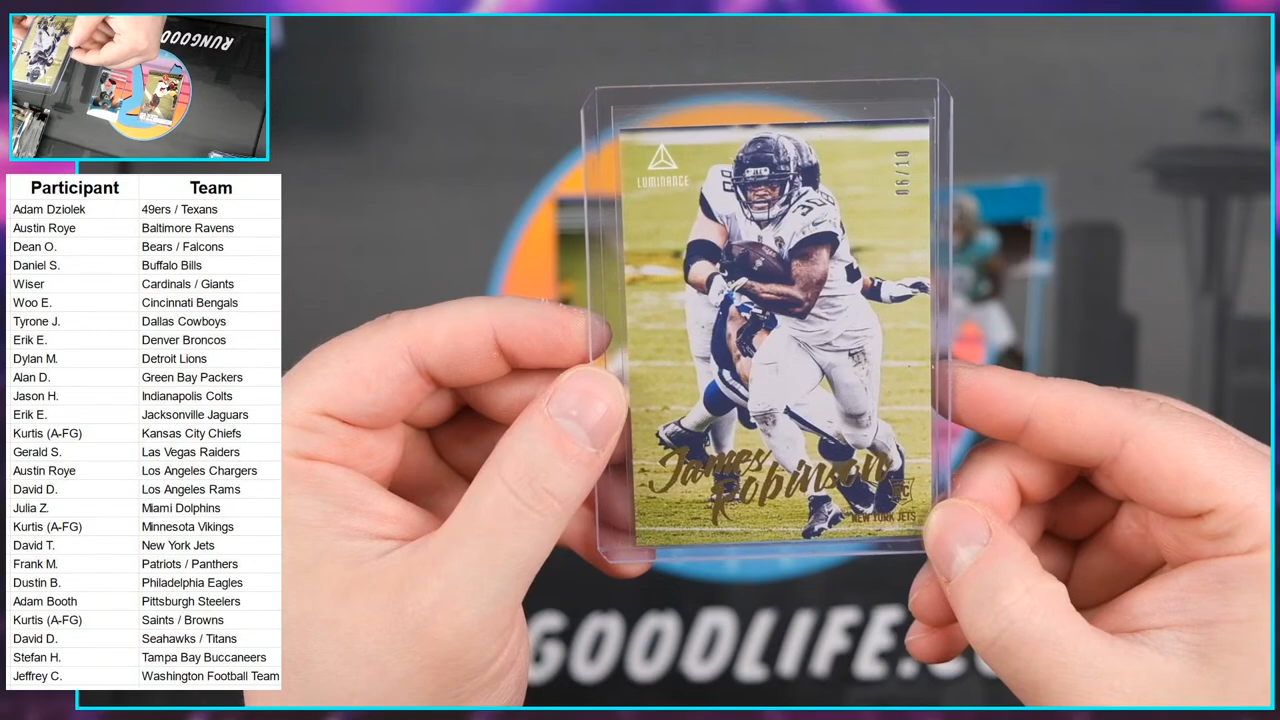 RUNGOODL
Participant Team
Adam Dziolek 49ers / Texans
Austin Roye Baltimore Ravens
Dean O. Bears / Falcons
Daniel S. Buffalo Bills
Wiser Cardinals / Giants
Woo E. Cincinnati Bengals
Tyrone J. Dallas Cowboys
Erik E. Denver Broncos
Dylan M. Detroit Lions
Alan D. Green Bay Packers
Jason H. Indianapolis Colts
Erik E. Jacksonville Jaguars
Kurtis (A-FG) Kansas City Chiefs
Gerald S. Las Vegas Raiders
Austin Roye Los Angeles Chargers
David D. Los Angeles Rams
Julia Z. Miami Dolphins
Kurtis (A-FG) Minnesota Vikings
David T. New York Jets
Frank M. Patriots / Panthers
Dustin B. Philadelphia Eagles
Adam Booth Pittsburgh Steelers
Kurtis (A-FG) Saints / Browns
David D. Seahawks / Titans
Stefan H. Tampa Bay Buccaneers
Jeffrey C. Washington Football Team
LUMINANCE
06/10
James
Robinson
RC
NEW YORK JETS
GOODLIFE.CO